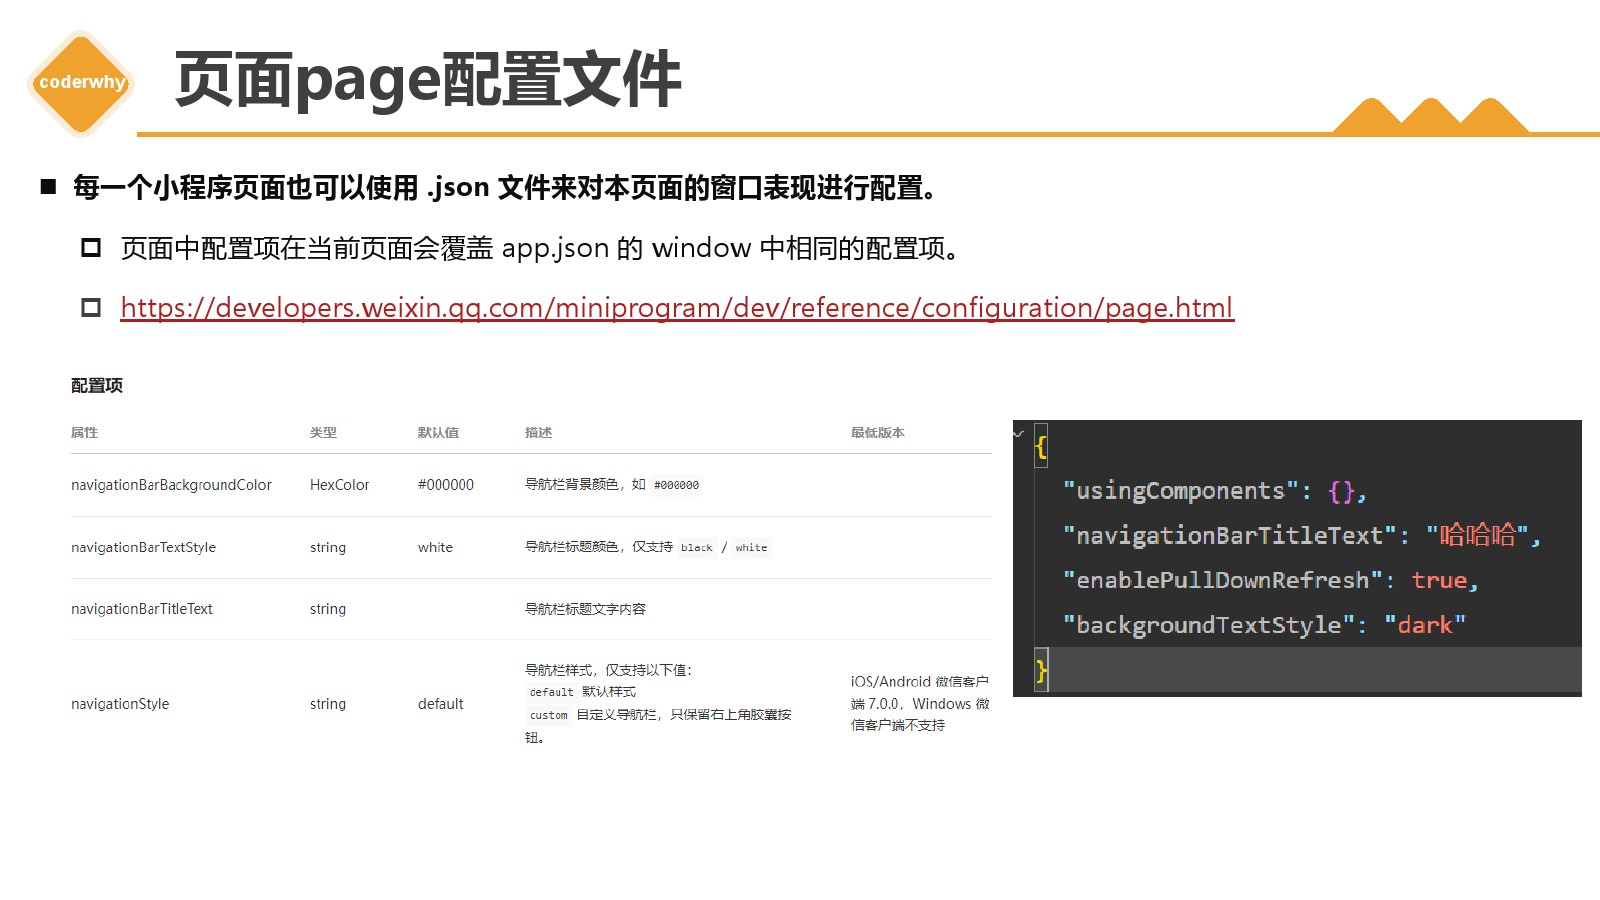 coderwhy
页面page配置文件
每一个小程序页面也可以使用 .json 文件来对本页面的窗口表现进行配置。
页面中配置项在当前页面会覆盖 app.json 的 window 中相同的配置项。
https://developers.weixin.qq.com/miniprogram/dev/reference/configuration/page.html
配置项
属性 类型 默认值 描述 最低版本
navigationBarBackgroundColor HexColor #000000 导航栏背景颜色，如 #000000
navigationBarTextStyle string white 导航栏标题颜色，仅支持 black / white
navigationBarTitleText string 导航栏标题文字内容
navigationStyle string default
导航栏样式，仅支持以下值：
default 默认样式
custom 自定义导航栏，只保留右上角胶囊按
钮。
iOS/Android 微信客户
端 7.0.0，Windows 微
信客户端不支持
{
"usingComponents": {},
"navigationBarTitleText": "哈哈哈",
"enablePullDownRefresh": true,
"backgroundTextStyle": "dark"
}